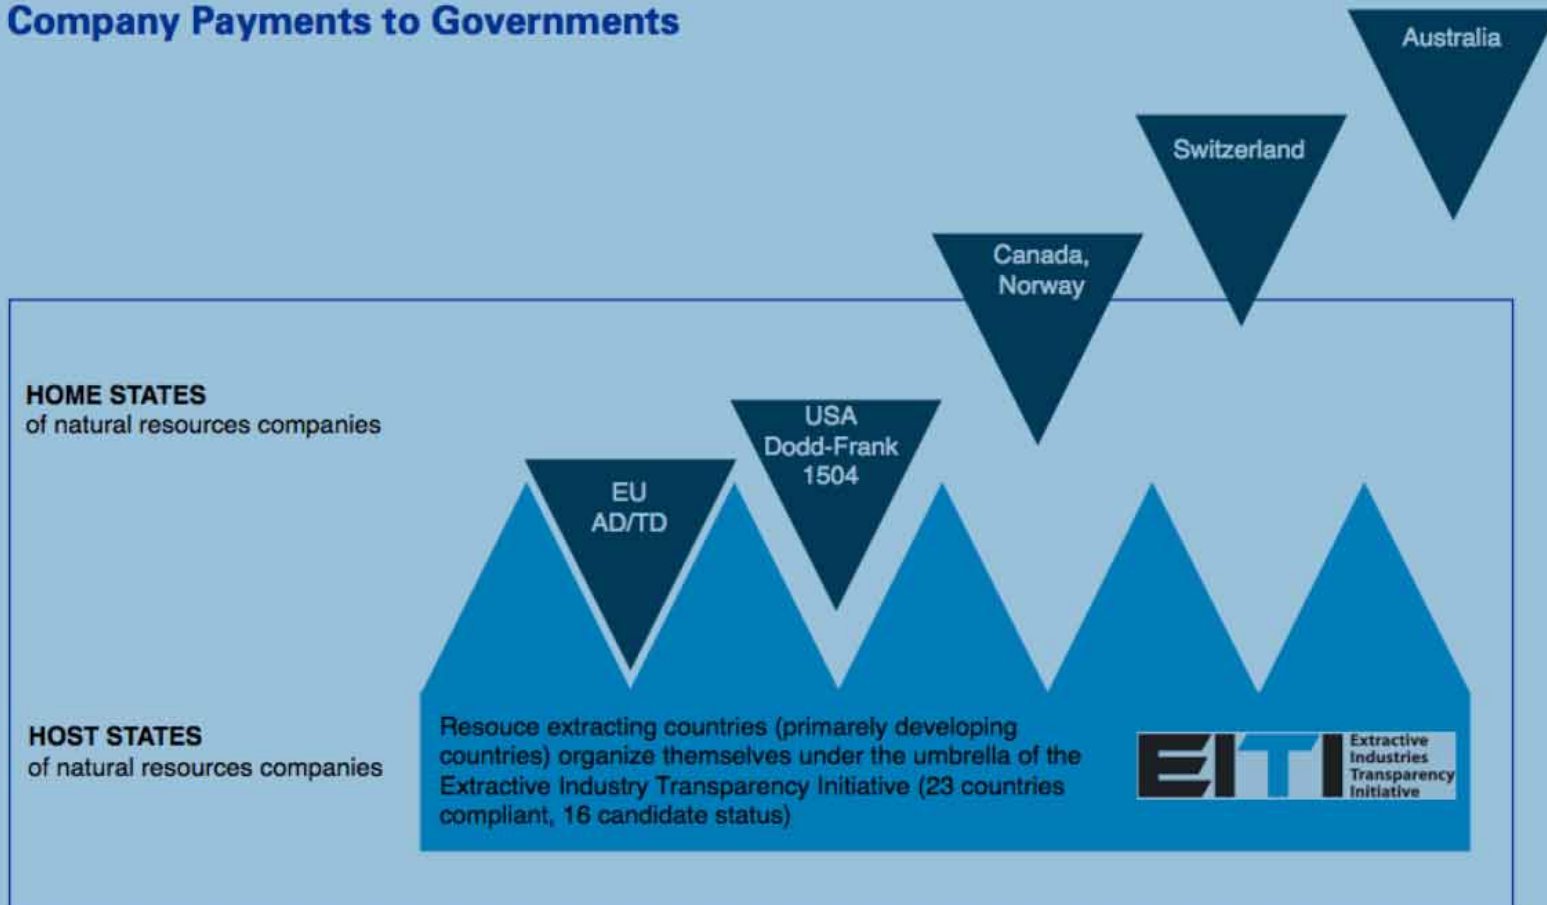 Company Payments to Governments
Australia
Switzerland
Canada,
Norway
HOME STATES
of natural resources companies
USA
Dodd-Frank
1504
EU
AD/TD
HOST STATES
of natural resources companies
Resouce extracting countries (primarely developing
countries) organize themselves under the umbrella of the
Extractive Industry Transparency Initiative (23 countries
compliant, 16 candidate status)
EITI
Extractive
Industries
Transparency
Initiative